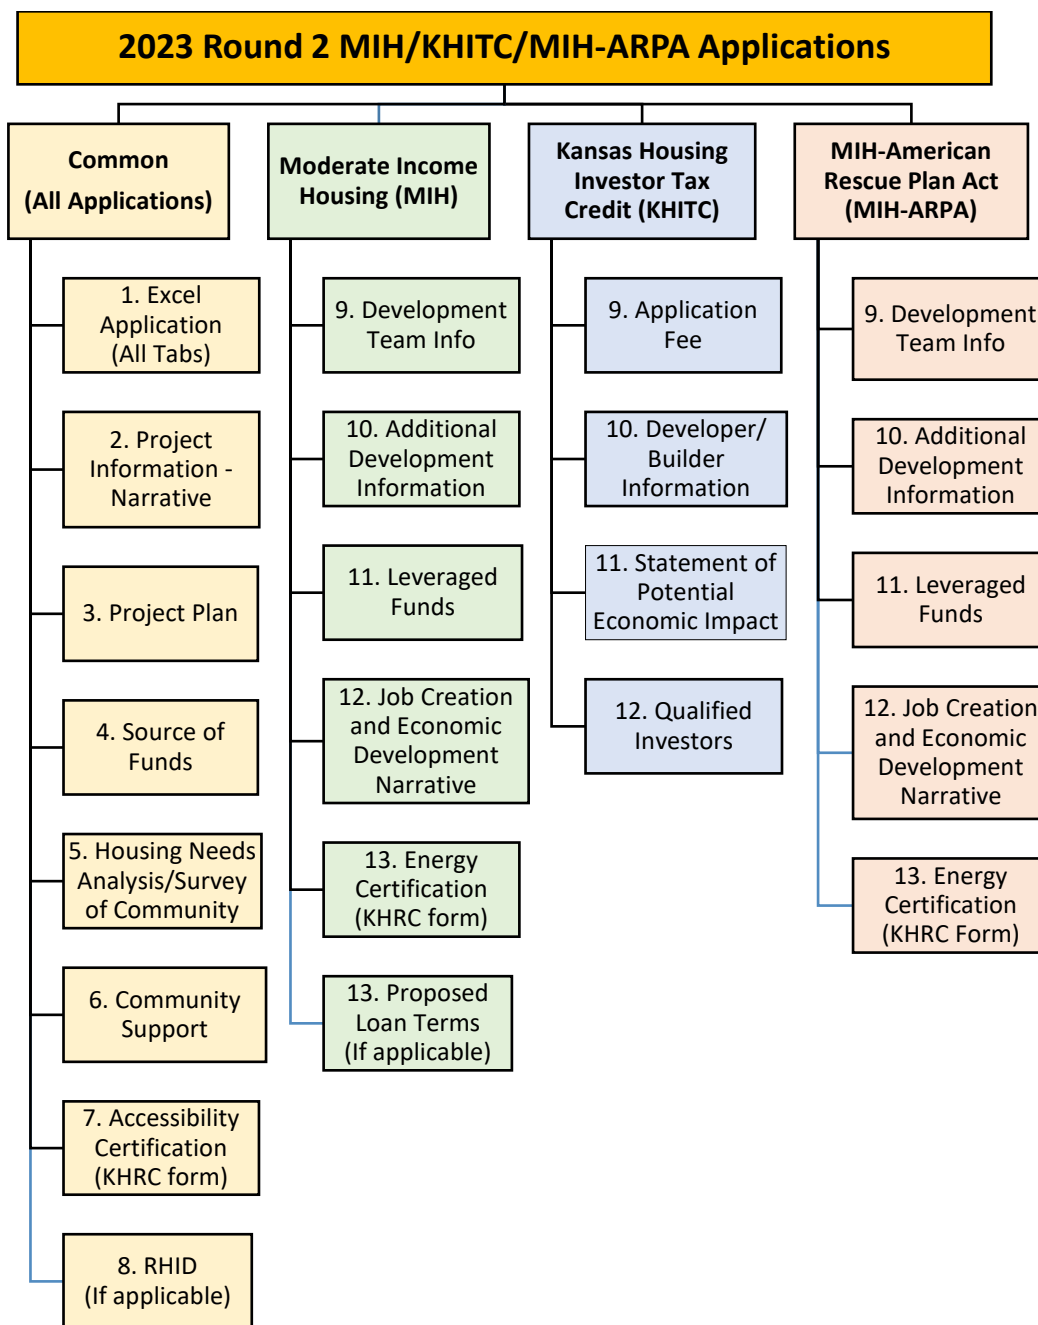 2023 Round 2 MIH/KHITC/MIH-ARPA Applications
Common
(All Applications)
1. Excel
Application
(All Tabs)
2. Project
Information -
Narrative
3. Project Plan
4. Source of
Funds
5. Housing Needs
Analysis/Survey
of Community
6. Community
Support
7. Accessibility
Certification
(KHRC form)
8. RHID
(If applicable)
Moderate Income
Housing (MIH)
9. Development
Team Info
10. Additional
Development
Information
11. Leveraged
Funds
12. Job Creation
and Economic
Development
Narrative
13. Energy
Certification
(KHRC form)
13. Proposed
Loan Terms
(If applicable)
Kansas Housing
Investor Tax
Credit (KHITC)
9. Application
Fee
10. Developer/
Builder
Information
11. Statement of
Potential
Economic Impact
12. Qualified
Investors
MIH-American
Rescue Plan Act
(MIH-ARPA)
9. Development
Team Info
10. Additional
Development
Information
11. Leveraged
Funds
12. Job Creation
and Economic
Development
Narrative
13. Energy
Certification
(KHRC Form)